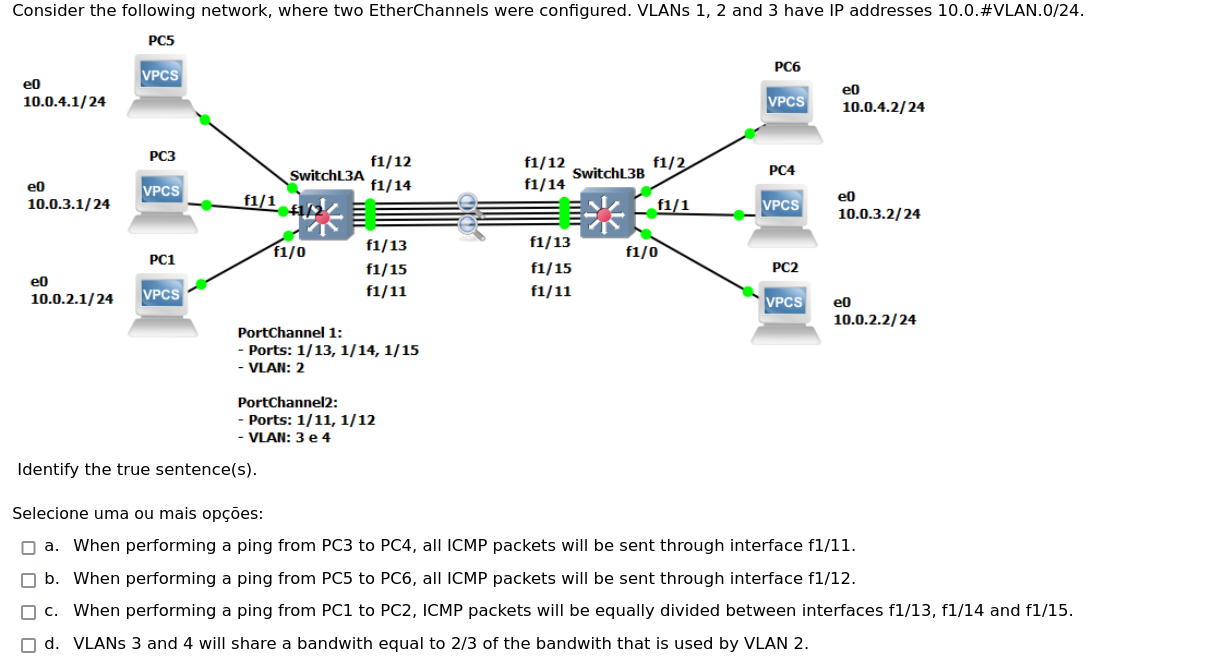 Consider the following network, where two EtherChannels were configured. VLANs 1, 2 and 3 have IP addresses 10.0.#VLAN.0/24.
PC5
VPCS
e0
10.0.4.1/24
PC6
VPCS
e0
10.0.4.2/24
PC3
VPCS
e0
10.0.3.1/24
f1/1
SwitchL3A
f1/2
f1/0
f1/12
f1/14
f1/12
f1/14
SwitchL3B
f1/2
f1/1
f1/0
PC4
VPCS
e0
10.0.3.2/24
f1/13
f1/15
f1/11
f1/13
f1/15
f1/11
PC1
VPCS
e0
10.0.2.1/24
PC2
VPCS
e0
10.0.2.2/24
PortChannel 1:
- Ports: 1/13, 1/14, 1/15
- VLAN: 2
PortChannel2:
- Ports: 1/11, 1/12
- VLAN: 3 e 4
Identify the true sentence(s).
Selecione uma ou mais opções:
a. When performing a ping from PC3 to PC4, all ICMP packets will be sent through interface f1/11.
b. When performing a ping from PC5 to PC6, all ICMP packets will be sent through interface f1/12.
c. When performing a ping from PC1 to PC2, ICMP packets will be equally divided between interfaces f1/13, f1/14 and f1/15.
d. VLANs 3 and 4 will share a bandwith equal to 2/3 of the bandwith that is used by VLAN 2.